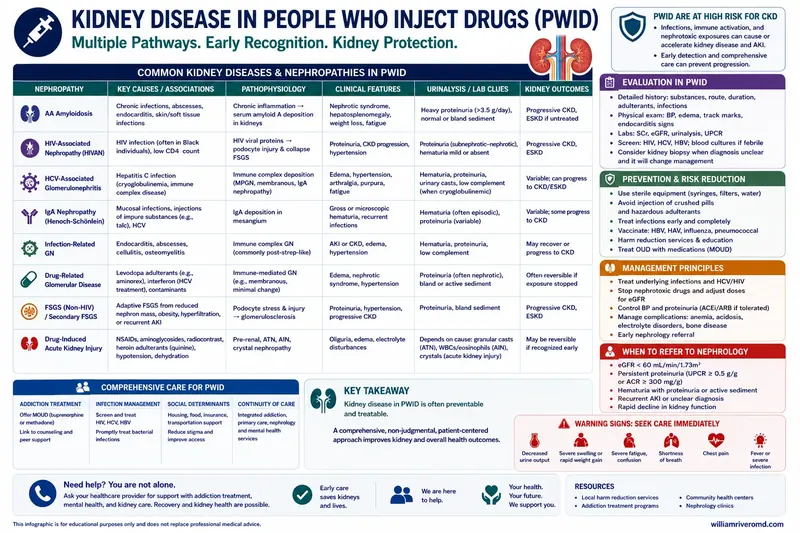 KIDNEY DISEASE IN PEOPLE WHO INJECT DRUGS (PWID)
Multiple Pathways. Early Recognition. Kidney Protection.
PWID ARE AT HIGH RISK FOR CKD
• Infections, immune activation, and
nephrotoxic exposures can cause or
accelerate kidney disease and AKI.
• Early detection and comprehensive
care can prevent progression.
COMMON KIDNEY DISEASES & NEPHROPATHIES IN PWID
NEPHROPATHY
KEY CAUSES / ASSOCIATIONS
PATHOPHYSIOLOGY
CLINICAL FEATURES
URINALYSIS / LAB CLUES
KIDNEY OUTCOMES
AA Amyloidosis
Chronic infections, abscesses,
endocarditis, skin/soft tissue
infections
Chronic inflammation →
serum amyloid A deposition
in kidneys
Nephrotic syndrome,
hepatosplenomegaly,
weight loss, fatigue
Heavy proteinuria (>3.5 g/day),
normal or bland sediment
Progressive CKD,
ESKD if untreated
HIV-Associated
Nephropathy (HIVAN)
HIV infection (often in Black
individuals), low CD4 count
HIV viral proteins →
podocyte injury & collapse
FSGS
Proteinuria, CKD progression,
hypertension
Proteinuria (subnephrotic-nephrotic),
hematuria mild or absent
Progressive CKD,
ESKD
HCV-Associated
Glomerulonephritis
Hepatitis C infection
(cryoglobulinemia, immune
complex disease)
Immune complex deposition
(MPGN, membranous, IgA
nephropathy)
Edema, hypertension,
arthralgia, purpura,
fatigue
Hematuria, proteinuria,
urinary casts, low complement
(when cryoglobulinemic)
Variable; can progress
to CKD/ESKD
IgA Nephropathy
(Henoch-Schönlein)
Mucosal infections, injections
of impure substances (e.g.,
talc), HCV
IgA deposition in
mesangium
Gross or microscopic
hematuria, recurrent
infections
Hematuria (often episodic),
proteinuria (variable)
Variable; some progress
to CKD
Infection-Related
GN
Endocarditis, abscesses,
cellulitis, osteomyelitis
Immune complex GN
(commonly post-strep-like)
AKI or CKD, edema,
hypertension
Hematuria, proteinuria,
low complement
May recover or
progress to CKD
Drug-Related
Glomerular Disease
Levodopa adulterants (e.g.,
aminorex), interferon (HCV
treatment), contaminants
Immune-mediated GN
(e.g., membranous,
minimal change)
Edema, nephrotic
syndrome, hypertension
Proteinuria (often nephrotic),
bland or active sediment
Often reversible if
exposure stopped
FSGS (Non-HIV) /
Secondary FSGS
Adaptive FSGS from reduced
nephron mass, obesity,
hyperfiltration, or recurrent AKI
Podocyte stress & injury
→ glomerulosclerosis
Proteinuria, hypertension,
progressive CKD
Proteinuria, bland sediment
Progressive CKD,
ESKD
Drug-Induced
Acute Kidney Injury
NSAIDs, aminoglycosides, radiocontrast,
heroin adulterants (quinine),
hypotension, dehydration
Pre-renal, ATN, AIN,
crystal nephropathy
Oliguria, edema, electrolyte
disturbances
Depends on cause: granular casts
(ATN), WBCs/eosinophils (AIN),
crystals (acute kidney injury)
May be reversible
if recognized early
EVALUATION IN PWID
• Detailed history: substances, route, duration,
adulterants, infections
• Physical exam: BP, edema, track marks,
endocarditis signs
• Labs: SCr, eGFR, urinalysis, UPCR
• Screen: HIV, HCV, HBV; blood cultures if febrile
• Consider kidney biopsy when diagnosis unclear
and it will change management
PREVENTION & RISK REDUCTION
• Use sterile equipment (syringes, filters, water)
• Avoid injection of crushed pills
and hazardous adulterants
• Treat infections early and completely
• Vaccinate: HBV, HAV, influenza, pneumococcal
• Harm reduction services & education
• Treat OUD with medications (MOUD)
MANAGEMENT PRINCIPLES
• Treat underlying infections and HCV/HIV
• Stop nephrotoxic drugs and adjust doses
for eGFR
• Control BP and proteinuria (ACEi/ARB if tolerated)
• Manage complications: anemia, acidosis,
electrolyte disorders, bone disease
• Early nephrology referral
WHEN TO REFER TO NEPHROLOGY
• eGFR < 60 mL/min/1.73m²
• Persistent proteinuria (UPCR ≥ 0.5 g/g
or ACR ≥ 300 mg/g)
• Hematuria with proteinuria or active sediment
• Recurrent AKI or unclear diagnosis
• Rapid decline in kidney function
COMPREHENSIVE CARE FOR PWID
ADDICTION TREATMENT
Offer MOUD (buprenorphine
or methadone)
Link to counseling and
peer support
INFECTION MANAGEMENT
Screen and treat
HIV, HCV, HBV
Promptly treat
bacterial infections
SOCIAL DETERMINANTS
Housing, food, insurance,
transportation support
Reduce stigma and
improve access
CONTINUITY OF CARE
Integrated addiction,
primary care, nephrology
and mental health
services
KEY TAKEAWAY
Kidney disease in PWID is often preventable
and treatable.
A comprehensive, non-judgmental, patient-centered
approach improves kidney and overall health outcomes.
WARNING SIGNS: SEEK CARE IMMEDIATELY
Decreased
urine output
Severe swelling or
rapid weight gain
Severe fatigue,
confusion
Shortness
of breath
Chest pain
Fever or
severe
infection
Need help? You are not alone.
Ask your healthcare provider for support with addiction treatment,
mental health, and kidney care. Recovery and kidney health are possible.
Early care
saves kidneys
and lives.
We are here
to help.
Your health.
Your future.
We support you.
RESOURCES
• Local harm reduction services
• Addiction treatment programs
• Community health centers
• Nephrology clinics
This infographic is for educational purposes only and does not replace professional medical advice.
williamriveromd.com